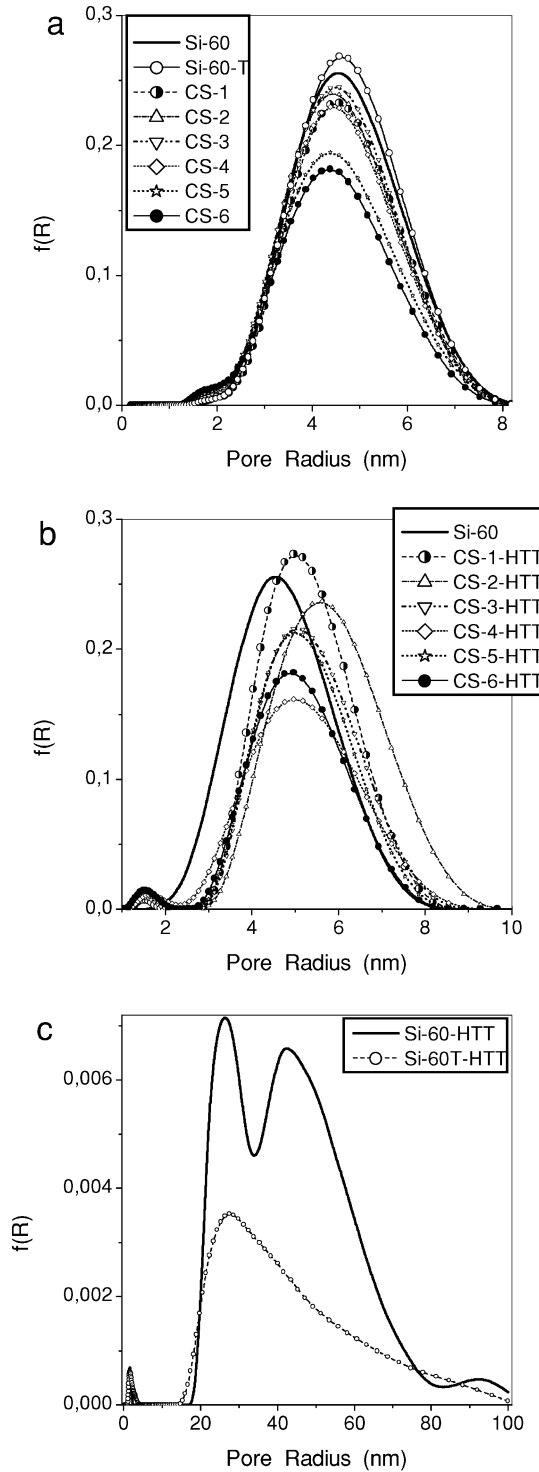 a
0,3
0,2
0,1
0,0
f(R)
Si-60
Si-60-T
CS-1
CS-2
CS-3
CS-4
CS-5
CS-6
0 2 4 6 8
Pore Radius (nm)
b
0,3
0,2
0,1
0,0
f(R)
Si-60
CS-1-HTT
CS-2-HTT
CS-3-HTT
CS-4-HTT
CS-5-HTT
CS-6-HTT
2 4 6 8 10
Pore Radius (nm)
c
0,006
0,004
0,002
0,000
f(R)
Si-60-HTT
Si-60T-HTT
0 20 40 60 80 100
Pore Radius (nm)